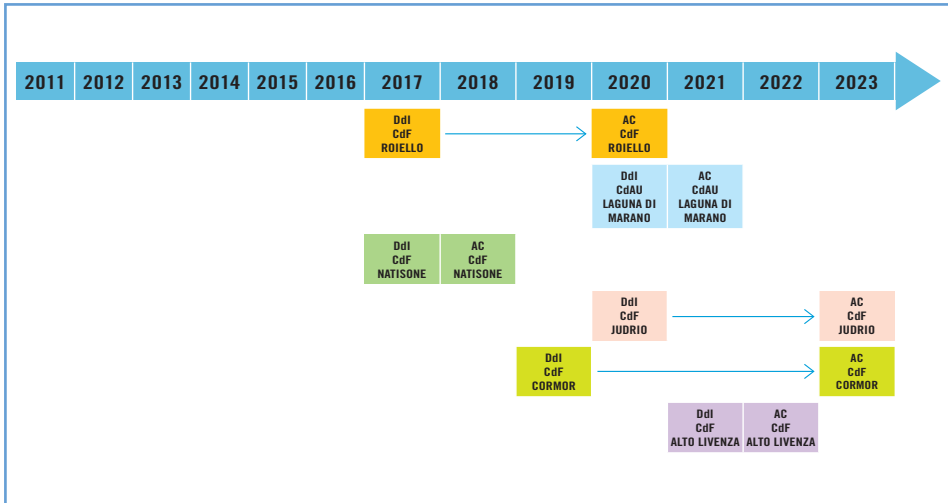 2011 2012 2013 2014 2015 2016 2017 2018 2019 2020 2021 2022 2023
DdI
CdF
ROIELLO
AC
CdF
ROIELLO
DdI
CdAU
LAGUNA DI
MARANO
AC
CdAU
LAGUNA DI
MARANO
DdI
CdF
NATISONE
AC
CdF
NATISONE
DdI
CdF
JUDRIO
AC
CdF
JUDRIO
DdI
CdF
CORMOR
AC
CdF
CORMOR
DdI
CdF
ALTO LIVENZA
AC
CdF
ALTO LIVENZA